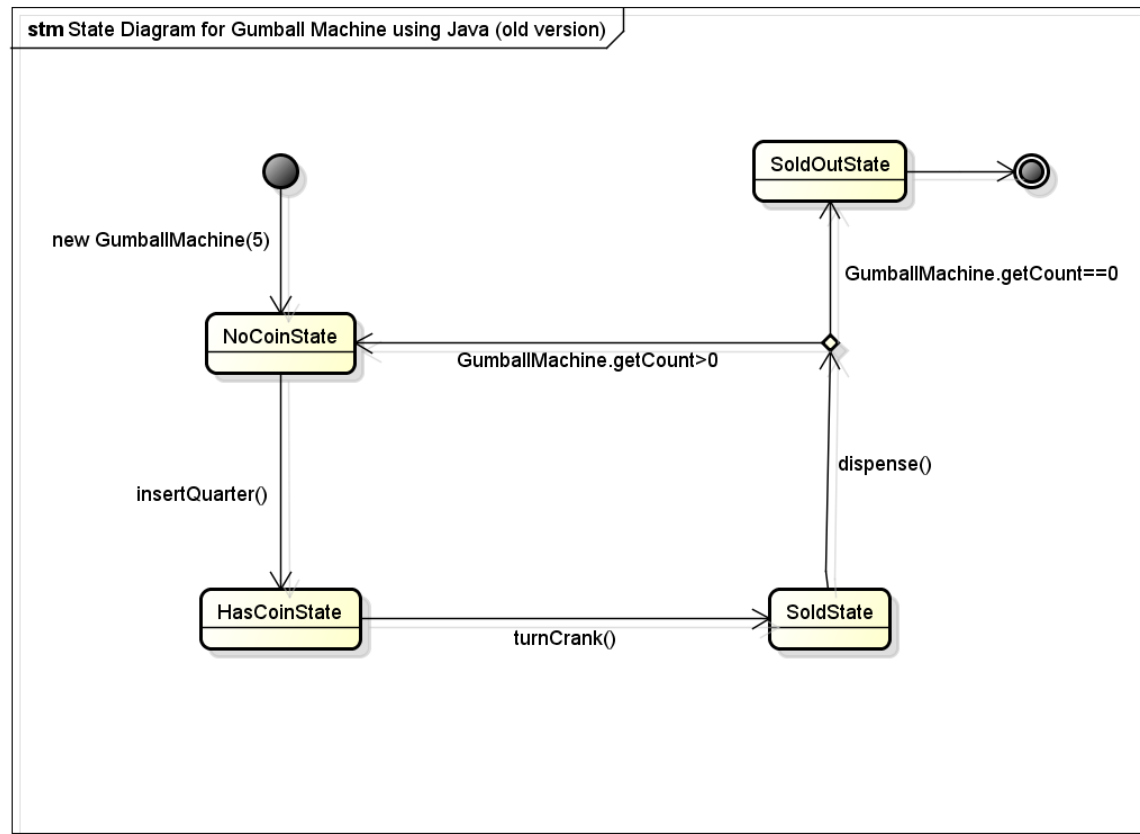 stm State Diagram for Gumball Machine using Java (old version)
SoldOutState
new GumballMachine(5)
GumballMachine.getCount==0
NoCoinState
GumballMachine.getCount>0
dispense()
insertQuarter()
HasCoinState
SoldState
turnCrank()